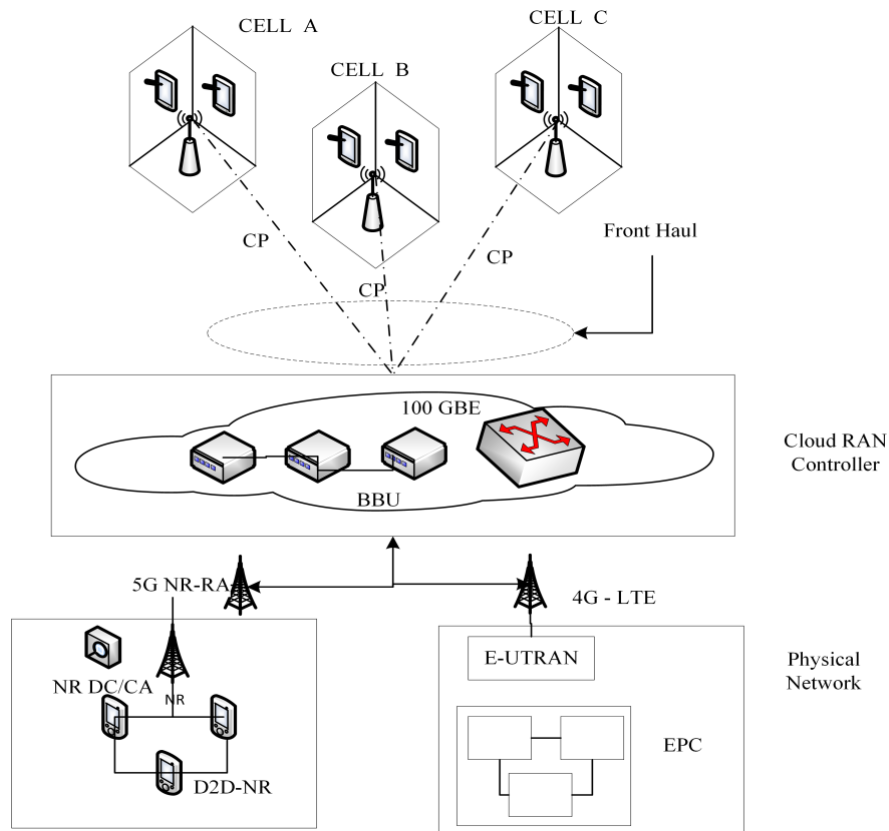 CELL A
CELL B
CELL C
CP
CP
CP
Front Haul
100 GBE
BBU
Cloud RAN
Controller
5G NR-RA
4G - LTE
NR DC/CA
NR
D2D-NR
E-UTRAN
EPC
Physical
Network